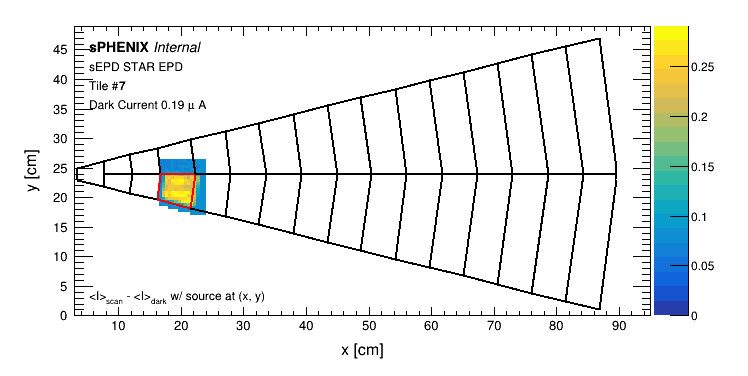 sPHENIX Internal
sEPD STAR EPD
Tile #7
Dark Current 0.19 μ A
<I>scan - <I>dark w/ source at (x, y)
y [cm]
45
40
35
30
25
20
15
10
5
0
10 20 30 40 50 60 70 80 90
x [cm]
0.25
0.2
0.15
0.1
0.05
0